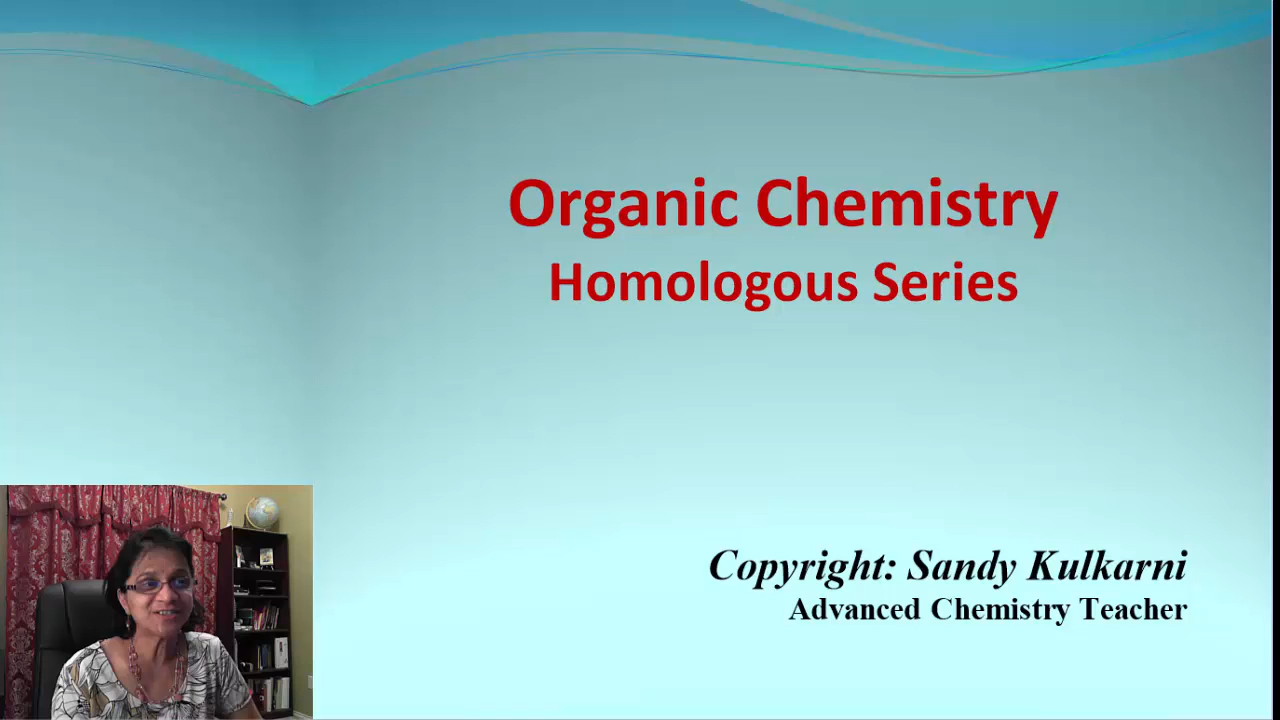 Organic Chemistry
Homologous Series
Copyright: Sandy Kulkarni
Advanced Chemistry Teacher